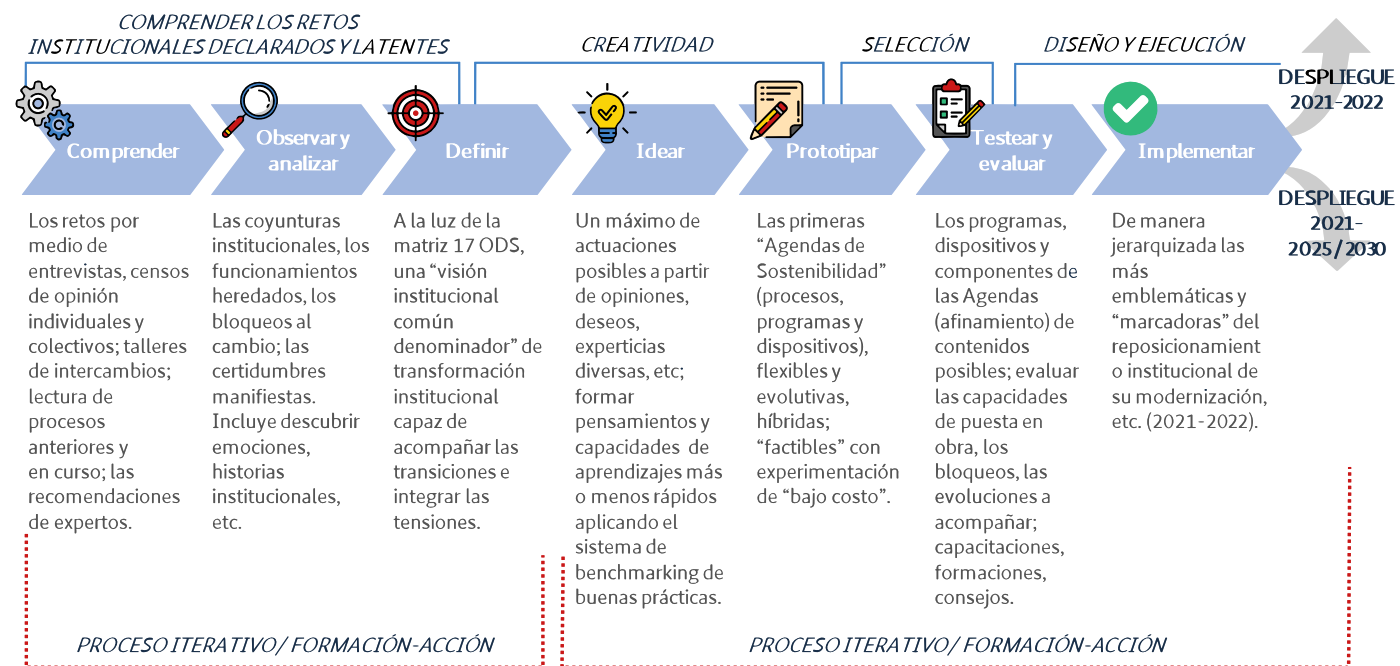 COMPRENDER LOS RETOS
INSTITUCIONALES DECLARADOS Y LATENTES
CREATIVIDAD
SELECCIÓN
DISEÑO Y EJECUCIÓN
DESPLIEGUE
2021-2022
Comprender
Observar y
analizar
Definir
Idear
Prototipar
Testear y
evaluar
Implementar
DESPLIEGUE
2021-
2025/2030
Los retos por
medio de
entrevistas, censos
de opinión
individuales y
colectivos; talleres
de intercambios;
lectura de
procesos
anteriores y
en curso; las
recomendaciones
de expertos.
Las coyunturas
institucionales, los
funcionamientos
heredados, los
bloqueos al
cambio; las
certidumbres
manifiestas.
Incluye descubrir
emociones,
historias
institucionales,
etc.
A la luz de la
matriz 17 ODS,
una “visión
institucional
común
denominador” de
transformación
institucional
capaz de
acompañar las
transiciones e
integrar las
tensiones.
Un máximo de
actuaciones
posibles a partir
de opiniones,
deseos,
experticias
diversas, etc;
formar
pensamientos y
capacidades de
aprendizajes más
o menos rápidos
aplicando el
sistema de
benchmarking de
buenas prácticas.
Las primeras
“Agendas de
Sostenibilidad”
(procesos,
programas y
dispositivos),
flexibles y
evolutivas,
híbridas;
“factibles” con
experimentación
de “bajo costo”.
Los programas,
dispositivos y
componentes de
las Agendas
(afinamiento) de
contenidos
posibles; evaluar
las capacidades
de puesta en
obra, los
bloqueos, las
evoluciones a
acompañar;
capacitaciones,
formaciones,
consejos.
De manera
jerarquizada las
más
emblemáticas y
“marcadoras” del
reposicionamient
o institucional de
su modernización,
etc. (2021-2022).
PROCESO ITERATIVO/ FORMACIÓN-ACCIÓN
PROCESO ITERATIVO/ FORMACIÓN-ACCIÓN